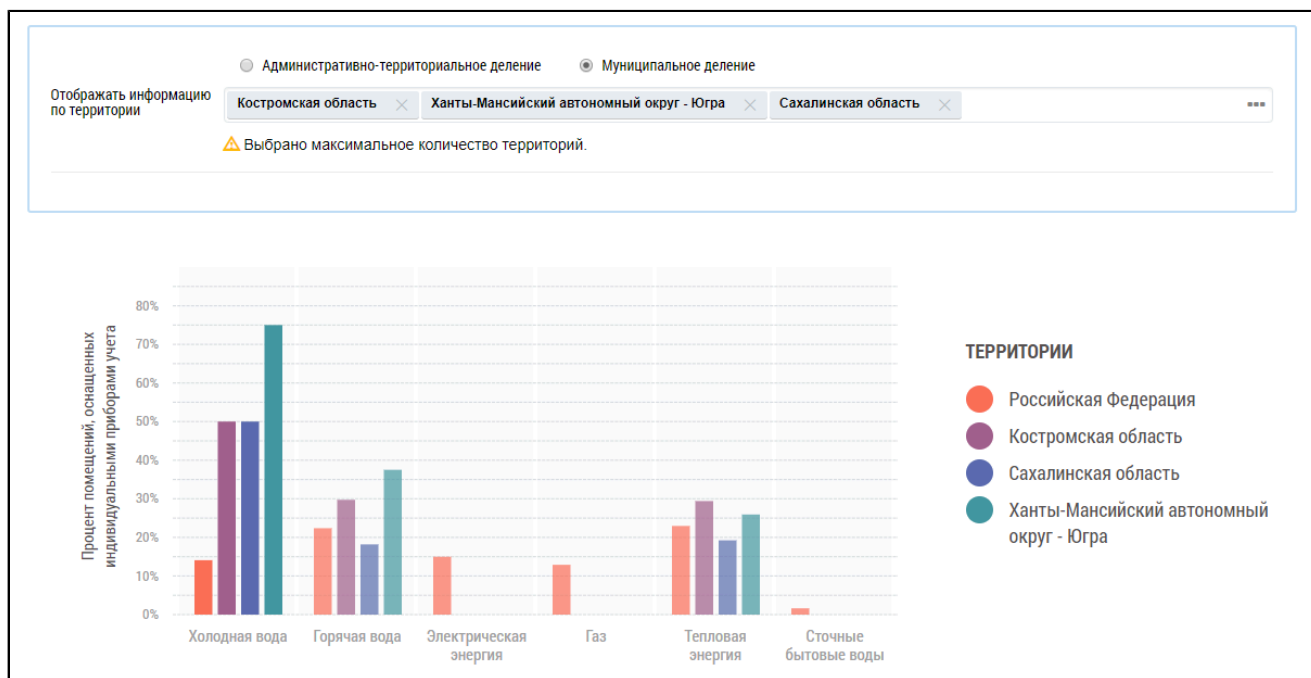 Административно-территориальное деление
Муниципальное деление
Отображать информацию
по территории
Костромская область
Ханты-Мансийский автономный округ - Югра
Сахалинская область
Выбрано максимальное количество территорий.
Процент помещений, оснащенных
индивидуальными приборами учета
80%
70%
60%
50%
40%
30%
20%
10%
0%
Холодная вода
Горячая вода
Электрическая
энергия
Газ
Тепловая
энергия
Сточные
бытовые воды
ТЕРРИТОРИИ
Российская Федерация
Костромская область
Сахалинская область
Ханты-Мансийский автономный
округ - Югра